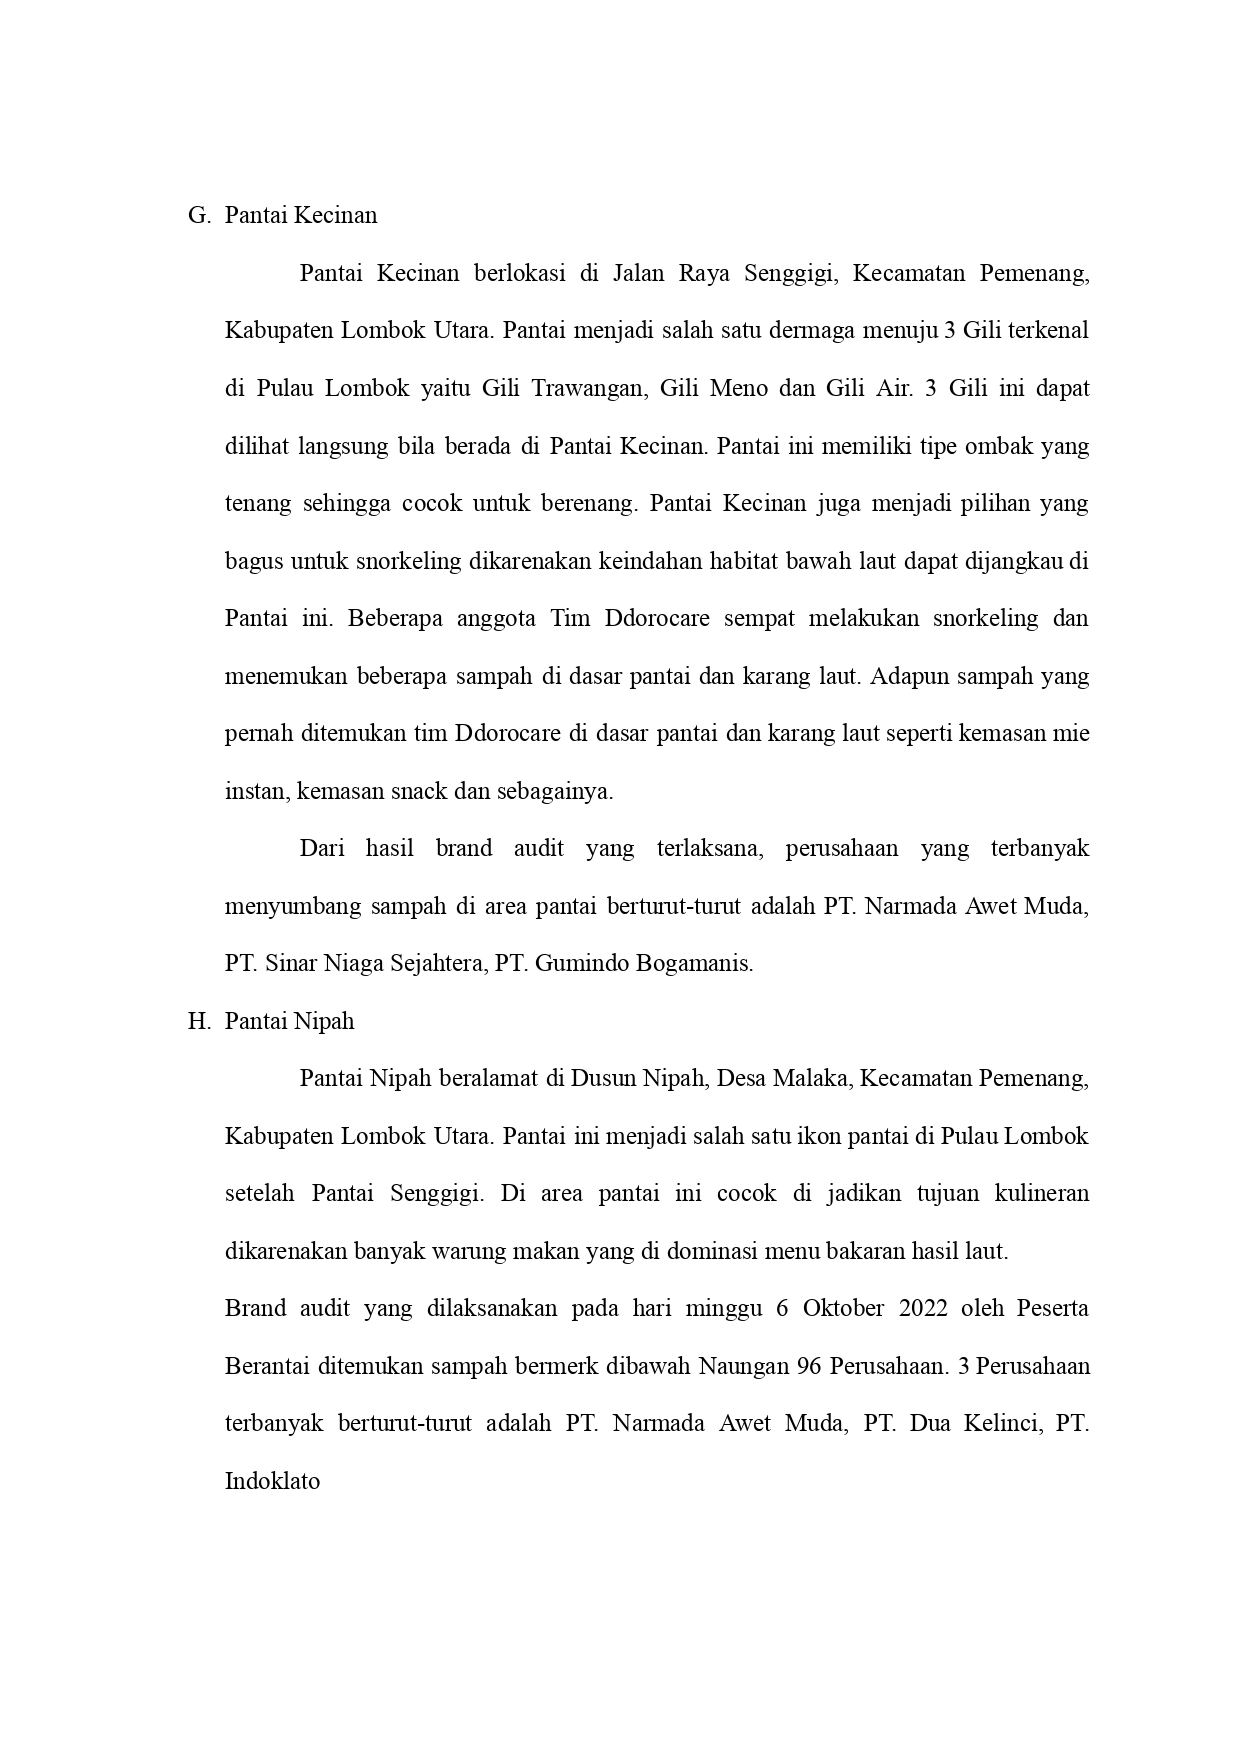 G. Pantai Kecinan
Pantai Kecinan berlokasi di Jalan Raya Senggigi, Kecamatan Pemenang,
Kabupaten Lombok Utara. Pantai menjadi salah satu dermaga menuju 3 Gili terkenal
di Pulau Lombok yaitu Gili Trawangan, Gili Meno dan Gili Air. 3 Gili ini dapat
dilihat langsung bila berada di Pantai Kecinan. Pantai ini memiliki tipe ombak yang
tenang sehingga cocok untuk berenang. Pantai Kecinan juga menjadi pilihan yang
bagus untuk snorkeling dikarenakan keindahan habitat bawah laut dapat dijangkau di
Pantai ini. Beberapa anggota Tim Ddorocare sempat melakukan snorkeling dan
menemukan beberapa sampah di dasar pantai dan karang laut. Adapun sampah yang
pernah ditemukan tim Ddorocare di dasar pantai dan karang laut seperti kemasan mie
instan, kemasan snack dan sebagainya.
Dari hasil brand audit yang terlaksana, perusahaan yang terbanyak
menyumbang sampah di area pantai berturut-turut adalah PT. Narmada Awet Muda,
PT. Sinar Niaga Sejahtera, PT. Gumindo Bogamanis.
H. Pantai Nipah
Pantai Nipah beralamat di Dusun Nipah, Desa Malaka, Kecamatan Pemenang,
Kabupaten Lombok Utara. Pantai ini menjadi salah satu ikon pantai di Pulau Lombok
setelah Pantai Senggigi. Di area pantai ini cocok di jadikan tujuan kulineran
dikarenakan banyak warung makan yang di dominasi menu bakaran hasil laut.
Brand audit yang dilaksanakan pada hari minggu 6 Oktober 2022 oleh Peserta
Berantai ditemukan sampah bermerk dibawah Naungan 96 Perusahaan. 3 Perusahaan
terbanyak berturut-turut adalah PT. Narmada Awet Muda, PT. Dua Kelinci, PT.
Indoklato